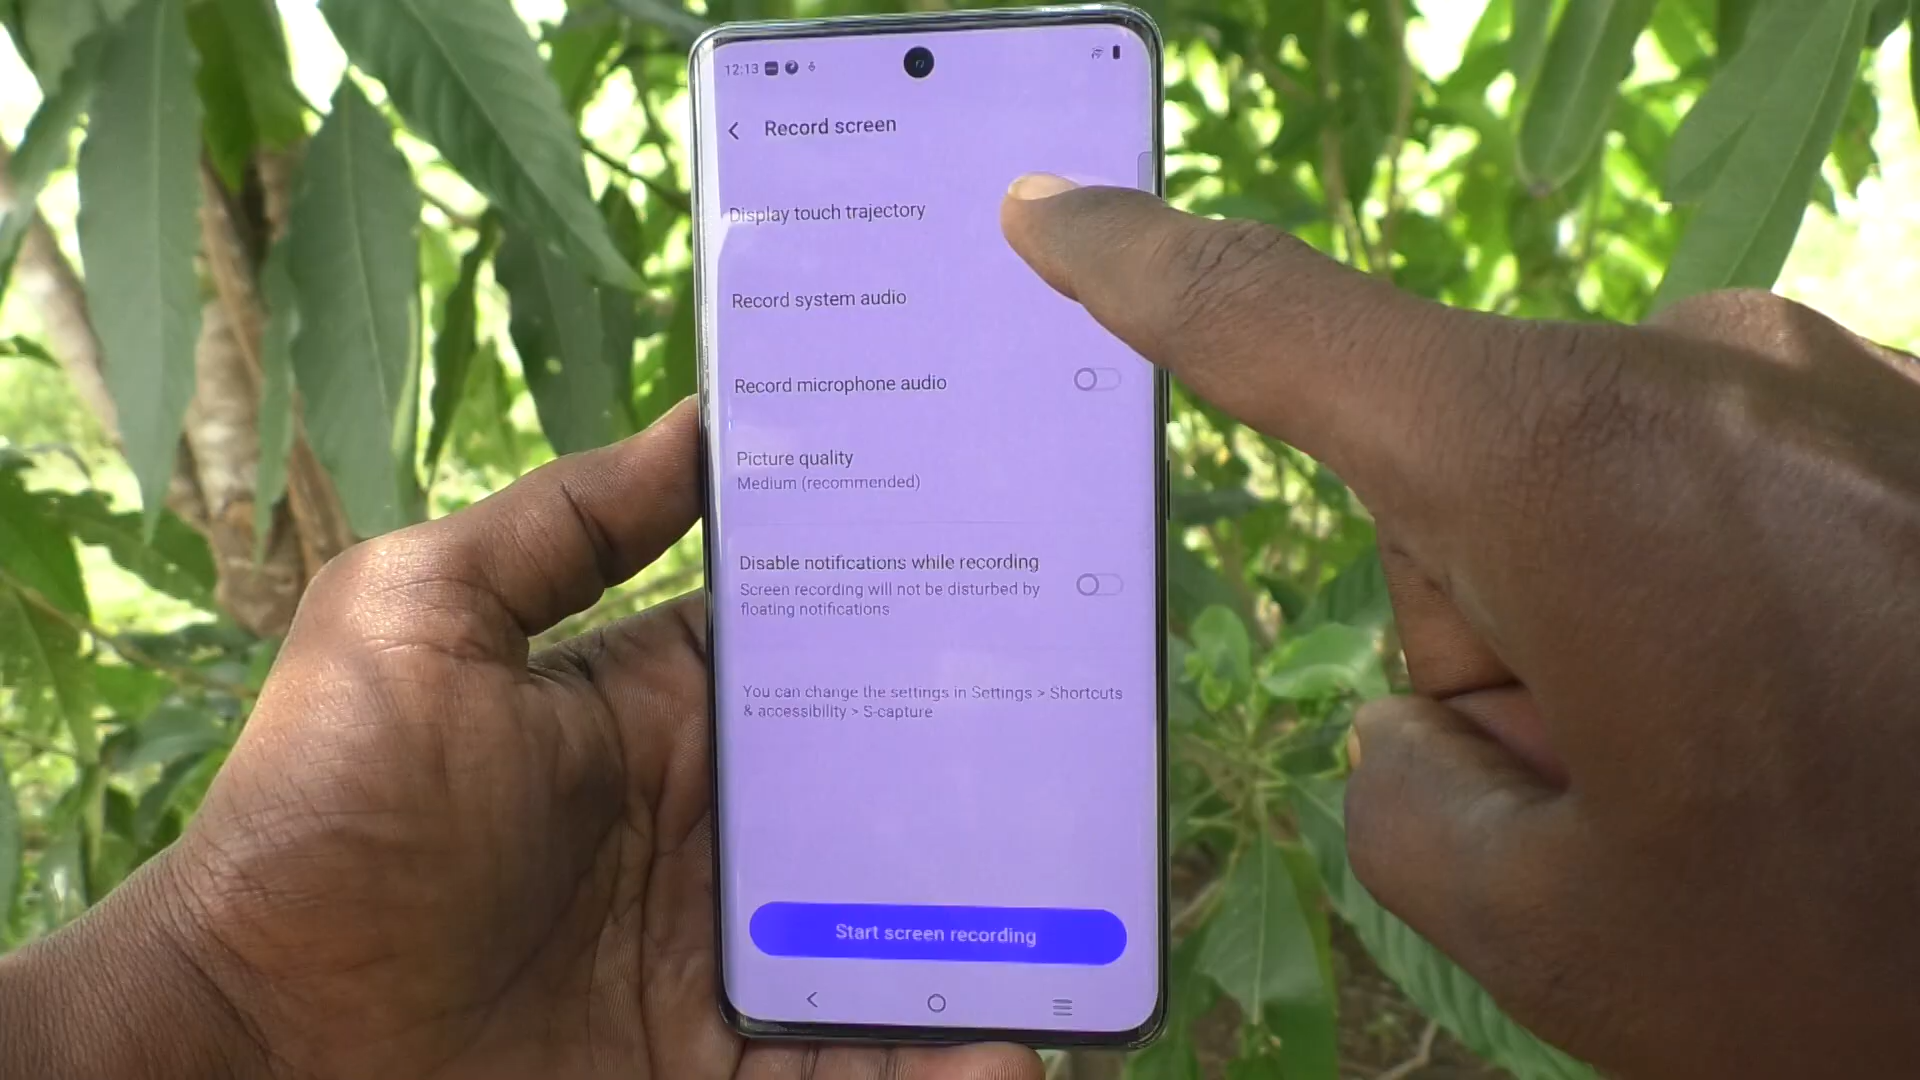 12:13
Record screen
Display touch trajectory
Record system audio
Record microphone audio
Picture quality
Medium (recommended)
Disable notifications while recording
Screen recording will not be disturbed by
floating notifications
You can change the settings in Settings > Shortcuts
& accessibility > S-capture
Start screen recording